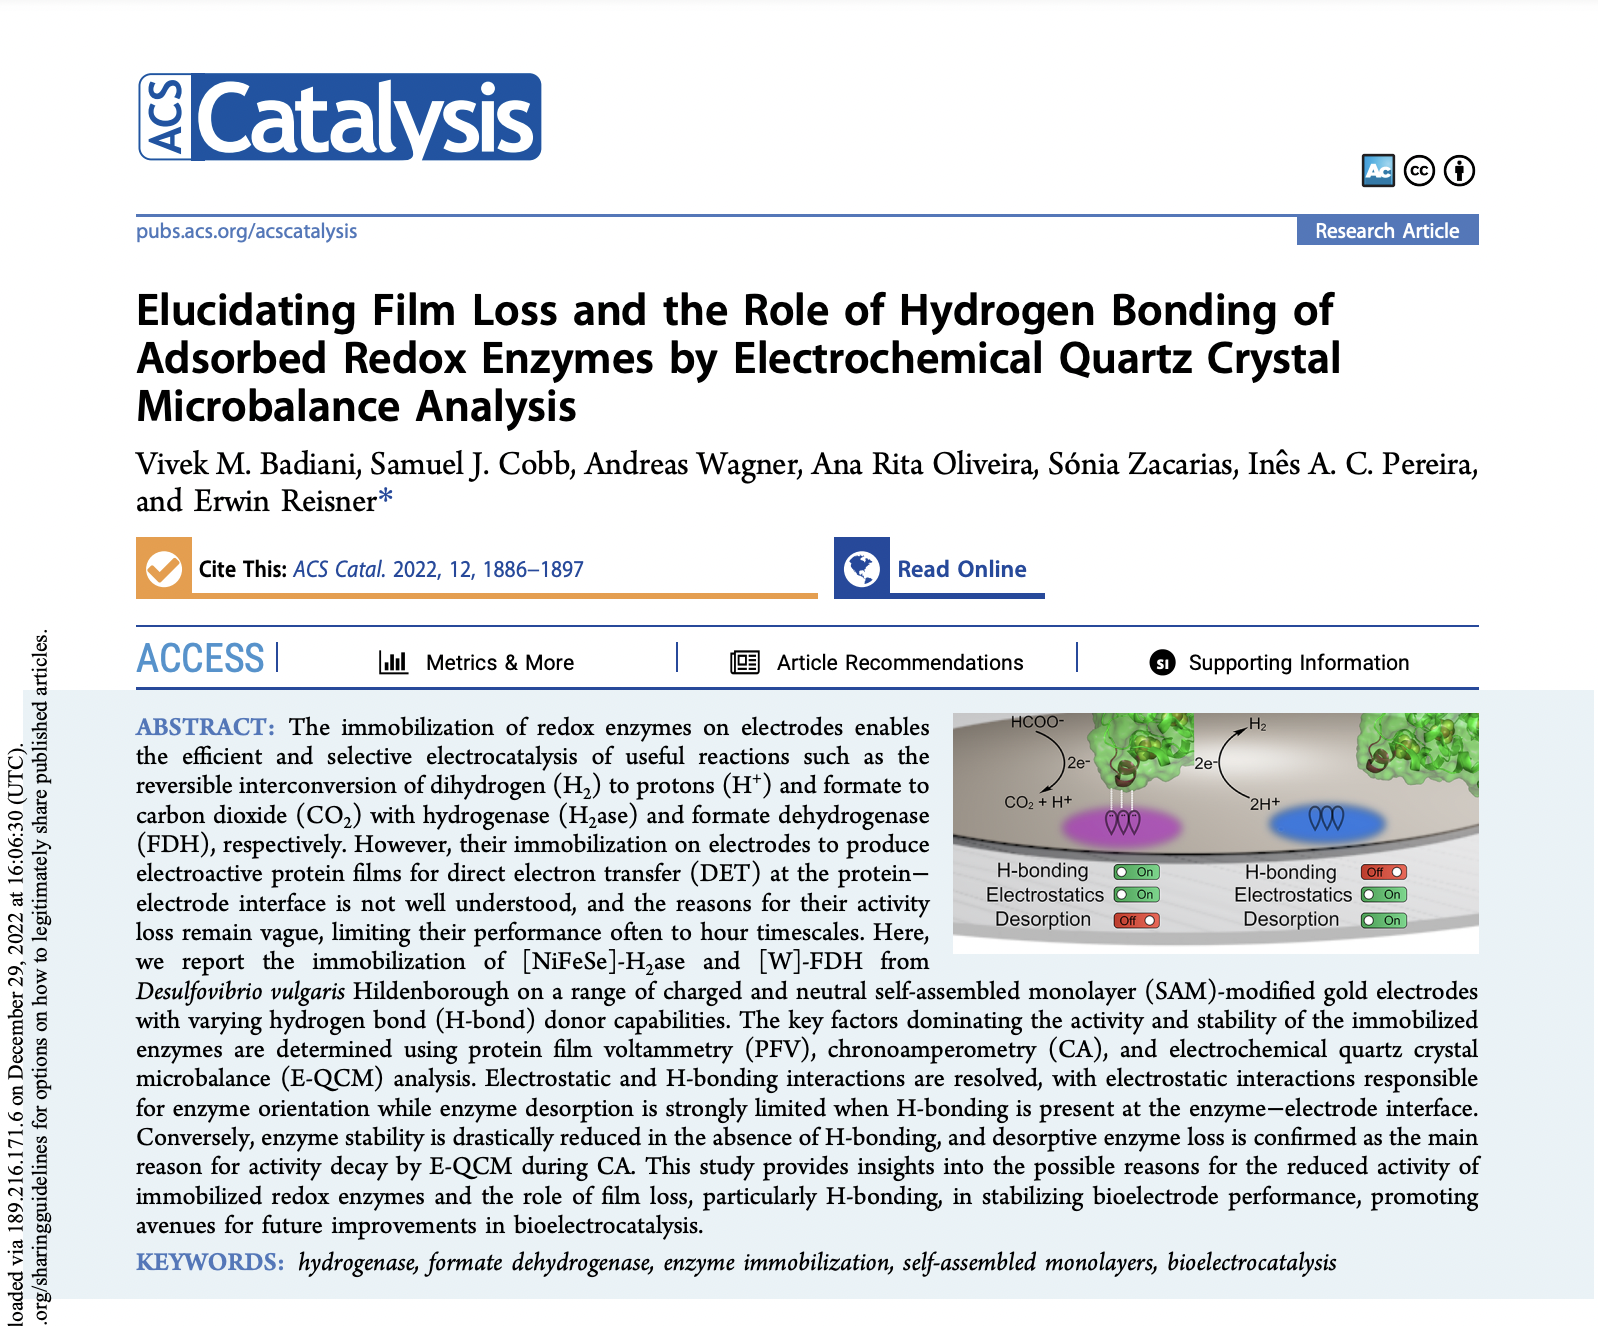 ACS Catalysis
Ac cc
pubs.acs.org/acscatalysis
Research Article
Elucidating Film Loss and the Role of Hydrogen Bonding of
Adsorbed Redox Enzymes by Electrochemical Quartz Crystal
Microbalance Analysis
Vivek M. Badiani, Samuel J. Cobb, Andreas Wagner, Ana Rita Oliveira, Sónia Zacarias, Inês A. C. Pereira,
and Erwin Reisner*
Cite This: ACS Catal. 2022, 12, 1886–1897
Read Online
ACCESS
Metrics & More
Article Recommendations
SI Supporting Information
ABSTRACT: The immobilization of redox enzymes on electrodes enables
the efficient and selective electrocatalysis of useful reactions such as the
reversible interconversion of dihydrogen (H₂) to protons (H⁺) and formate to
carbon dioxide (CO₂) with hydrogenase (H₂ase) and formate dehydrogenase
(FDH), respectively. However, their immobilization on electrodes to produce
electroactive protein films for direct electron transfer (DET) at the protein–
electrode interface is not well understood, and the reasons for their activity
loss remain vague, limiting their performance often to hour timescales. Here,
we report the immobilization of [NiFeSe]-H₂ase and [W]-FDH from
Desulfovibrio vulgaris Hildenborough on a range of charged and neutral self-assembled monolayer (SAM)-modified gold electrodes
with varying hydrogen bond (H-bond) donor capabilities. The key factors dominating the activity and stability of the immobilized
enzymes are determined using protein film voltammetry (PFV), chronoamperometry (CA), and electrochemical quartz crystal
microbalance (E-QCM) analysis. Electrostatic and H-bonding interactions are resolved, with electrostatic interactions responsible
for enzyme orientation while enzyme desorption is strongly limited when H-bonding is present at the enzyme–electrode interface.
Conversely, enzyme stability is drastically reduced in the absence of H-bonding, and desorptive enzyme loss is confirmed as the main
reason for activity decay by E-QCM during CA. This study provides insights into the possible reasons for the reduced activity of
immobilized redox enzymes and the role of film loss, particularly H-bonding, in stabilizing bioelectrode performance, promoting
avenues for future improvements in bioelectrocatalysis.
KEYWORDS: hydrogenase, formate dehydrogenase, enzyme immobilization, self-assembled monolayers, bioelectrocatalysis
HCOO-
2e-
CO₂ + H+
H₂
2e-
2H+
H-bonding On
Electrostatics On
Desorption Off
H-bonding Off
Electrostatics On
Desorption On
loaded via 189.216.171.6 on December 29, 2022 at 16:06:30 (UTC).
.org/sharingguidelines for options on how to legitimately share published articles.